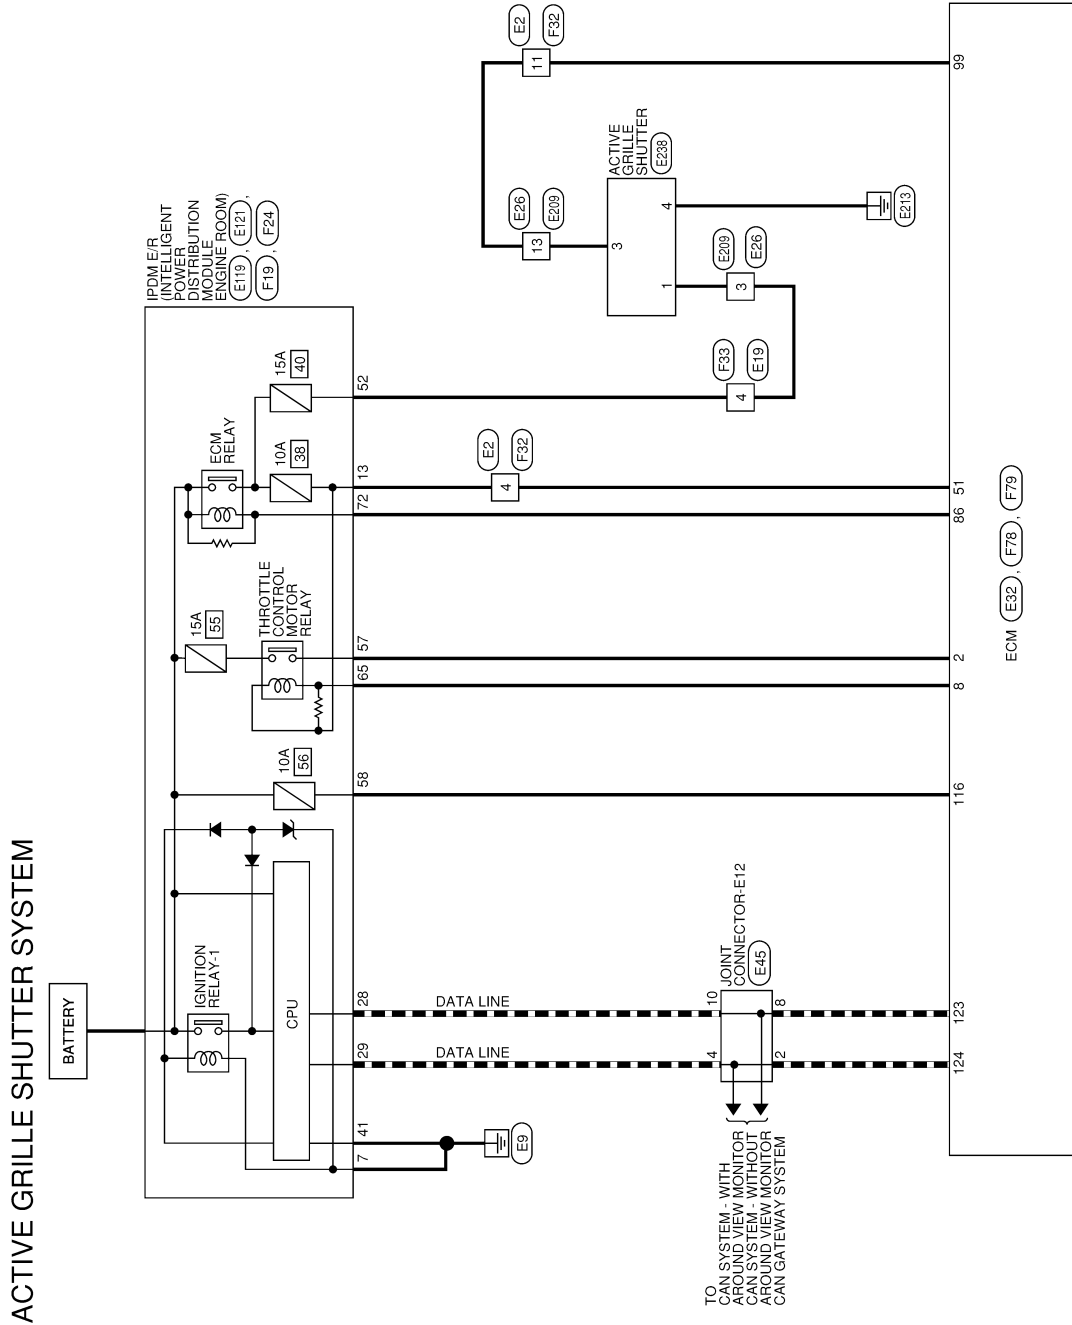 ACTIVE GRILLE SHUTTER SYSTEM
BATTERY
IPDM E/R
(INTELLIGENT
POWER
DISTRIBUTION
MODULE
ENGINE ROOM)
E119 , E121 ,
F19 , F24
IGNITION
RELAY-1
CPU
10A
56
15A
55
THROTTLE
CONTROL
MOTOR
RELAY
ECM
RELAY
10A
38
15A
40
7
41
29
28
58
65
57
72
13
52
E9
DATA LINE
DATA LINE
E2
F32
4
E2
F32
11
E26
E209
13
ACTIVE
GRILLE
SHUTTER
E238
3
1
4
E213
E209
E26
3
F33
E19
4
JOINT
CONNECTOR-E12
E45
4
10
2
8
TO
CAN SYSTEM - WITH
AROUND VIEW MONITOR
CAN SYSTEM - WITHOUT
AROUND VIEW MONITOR
CAN GATEWAY SYSTEM
124
123
116
8
2
86
51
99
ECM E32 , F78 , F79